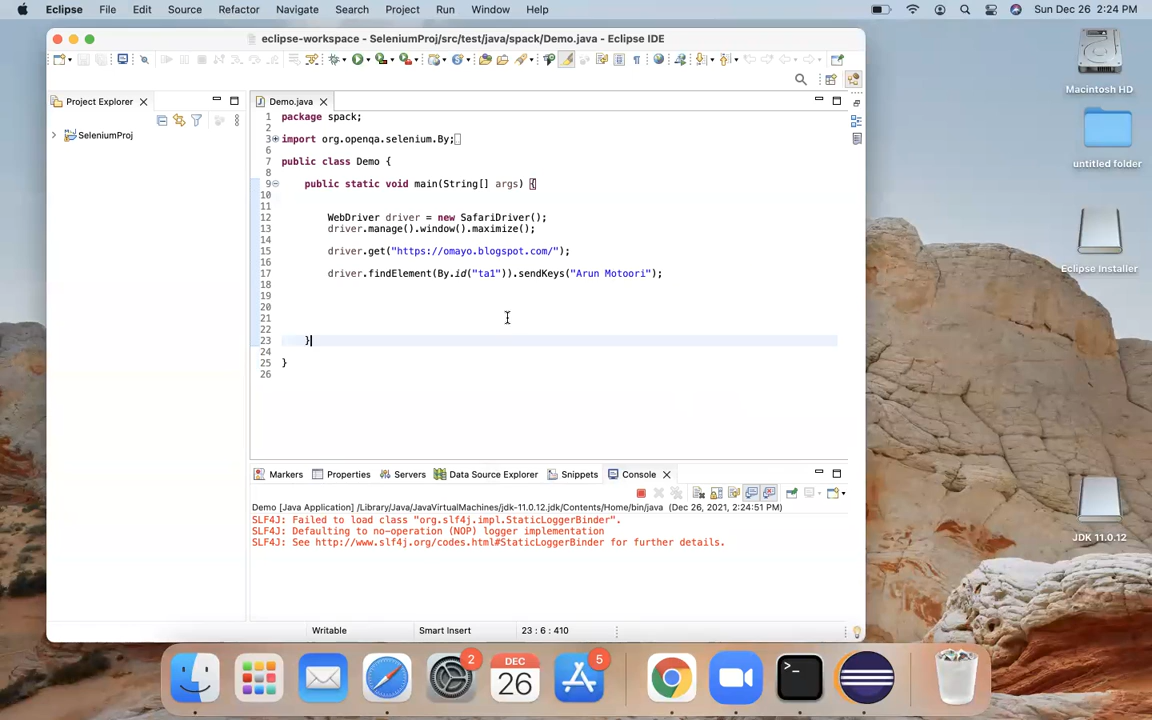 Eclipse File Edit Source Refactor Navigate Search Project Run Window Help Sun Dec 26 2:24 PM
eclipse-workspace - SeleniumProj/src/test/java/spack/Demo.java - Eclipse IDE
Macintosh HD
untitled folder
Eclipse Installer
JDK 11.0.12
Project Explorer
SeleniumProj
Demo.java
1 package spack;
2
3 import org.openqa.selenium.By;
6
7 public class Demo {
8
9 public static void main(String[] args) {
10
11
12 WebDriver driver = new SafariDriver();
13 driver.manage().window().maximize();
14
15 driver.get("https://omayo.blogspot.com/");
16
17 driver.findElement(By.id("ta1")).sendKeys("Arun Motoori");
18
19
20
21
22
23 }
24
25 }
26
Markers Properties Servers Data Source Explorer Snippets Console
Demo [Java Application] /Library/Java/JavaVirtualMachines/jdk-11.0.12.jdk/Contents/Home/bin/java (Dec 26, 2021, 2:24:51 PM)
SLF4J: Failed to load class "org.slf4j.impl.StaticLoggerBinder".
SLF4J: Defaulting to no-operation (NOP) logger implementation
SLF4J: See http://www.slf4j.org/codes.html#StaticLoggerBinder for further details.
Writable Smart Insert 23 : 6 : 410
2
DEC
26
5
>_